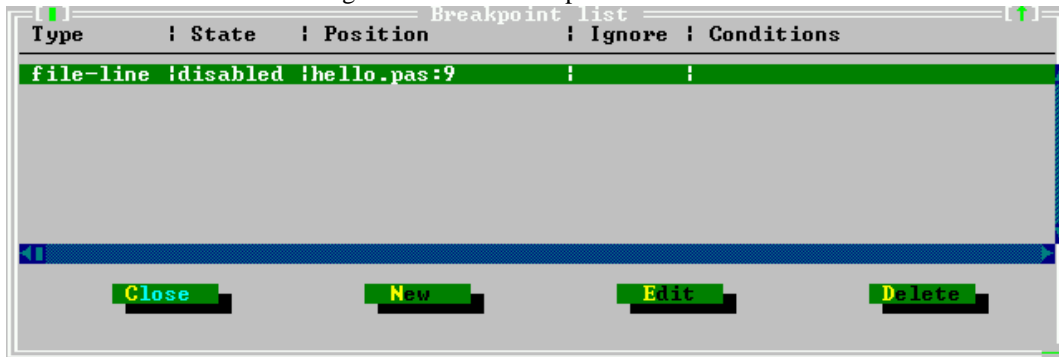 Breakpoint list
Type | State | Position | Ignore | Conditions
file-line |disabled |hello.pas:9 | |
Close New Edit Delete